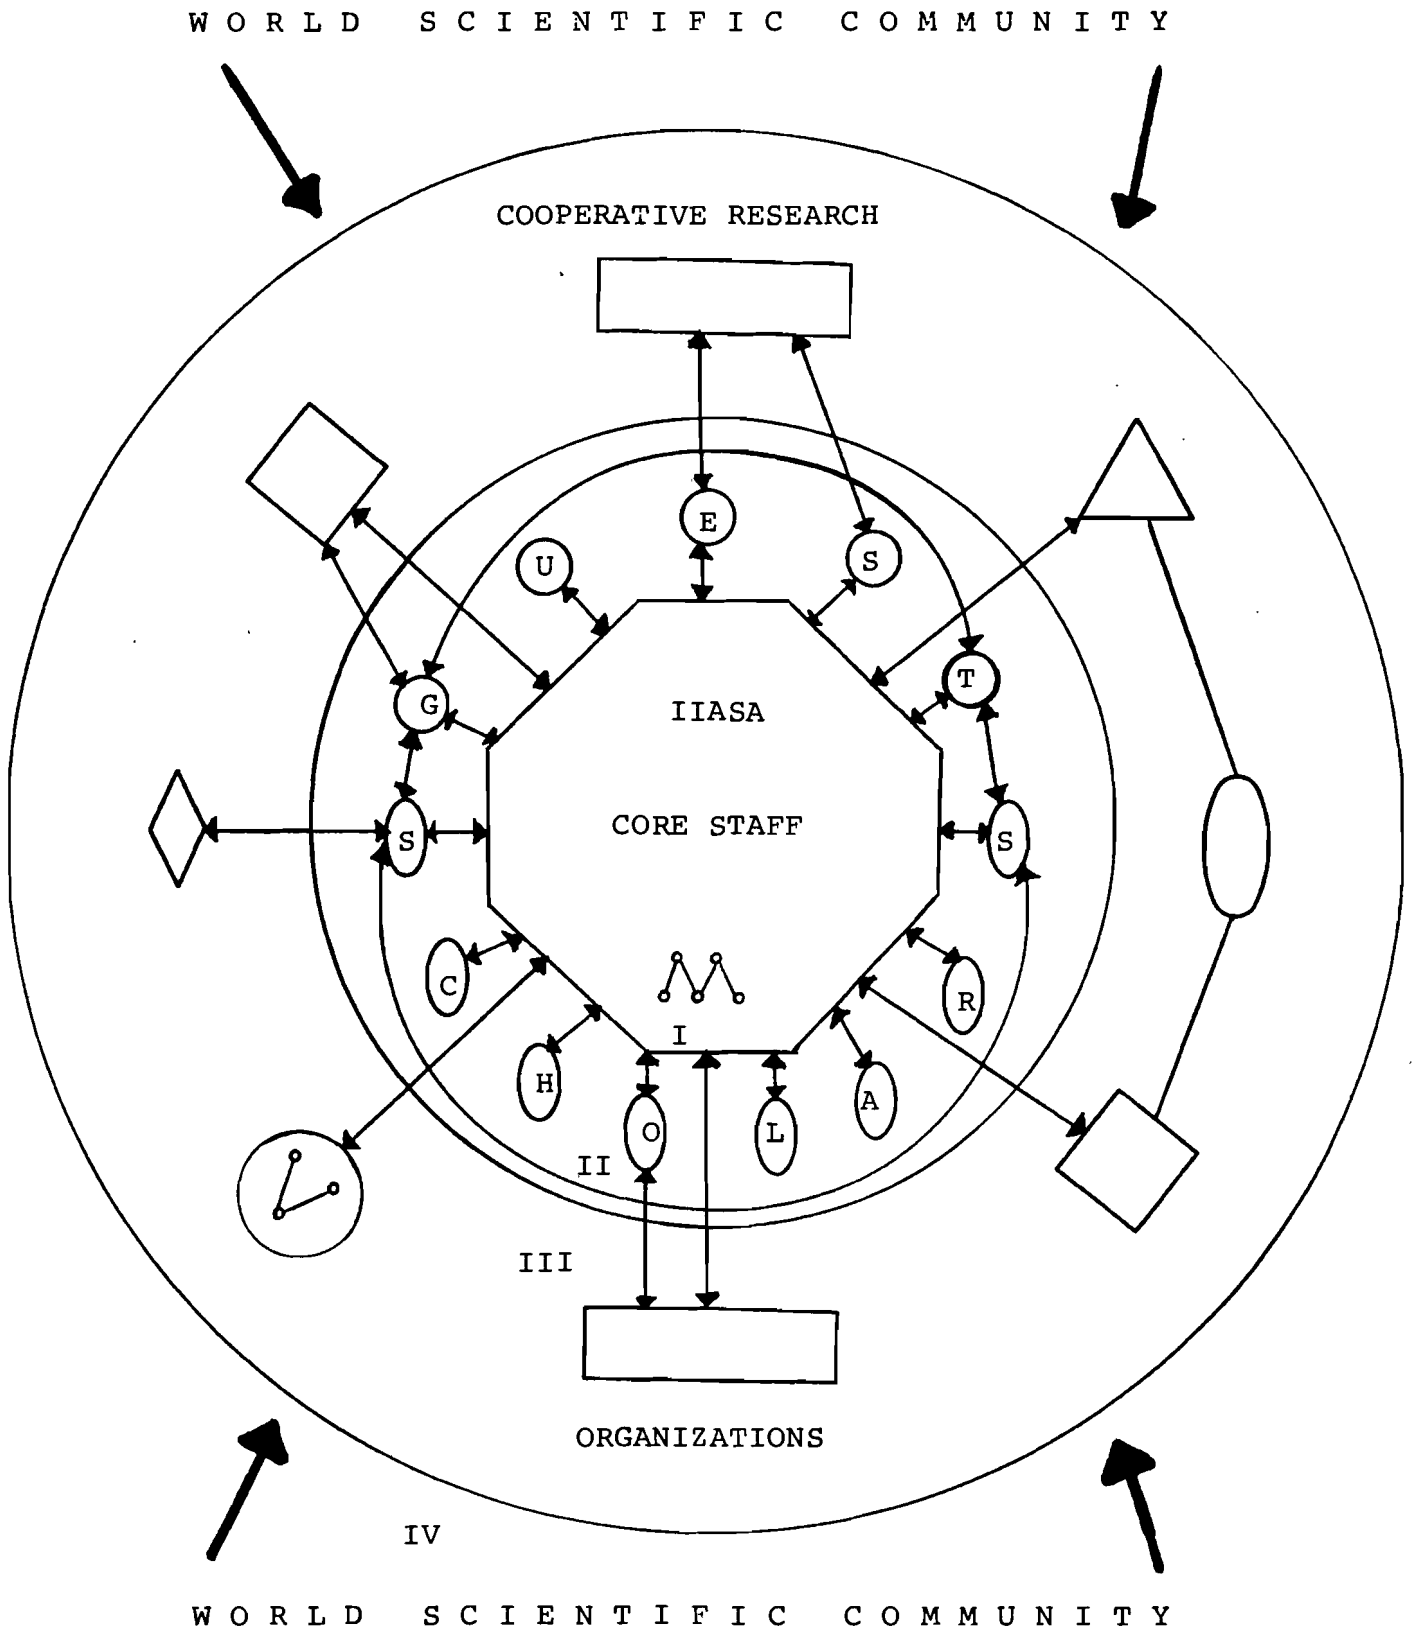 WORLD SCIENTIFIC COMMUNITY
COOPERATIVE RESEARCH
G U E S T
S S
IIASA
CORE STAFF
I
S C H O L A R S
II
III
ORGANIZATIONS
IV
WORLD SCIENTIFIC COMMUNITY